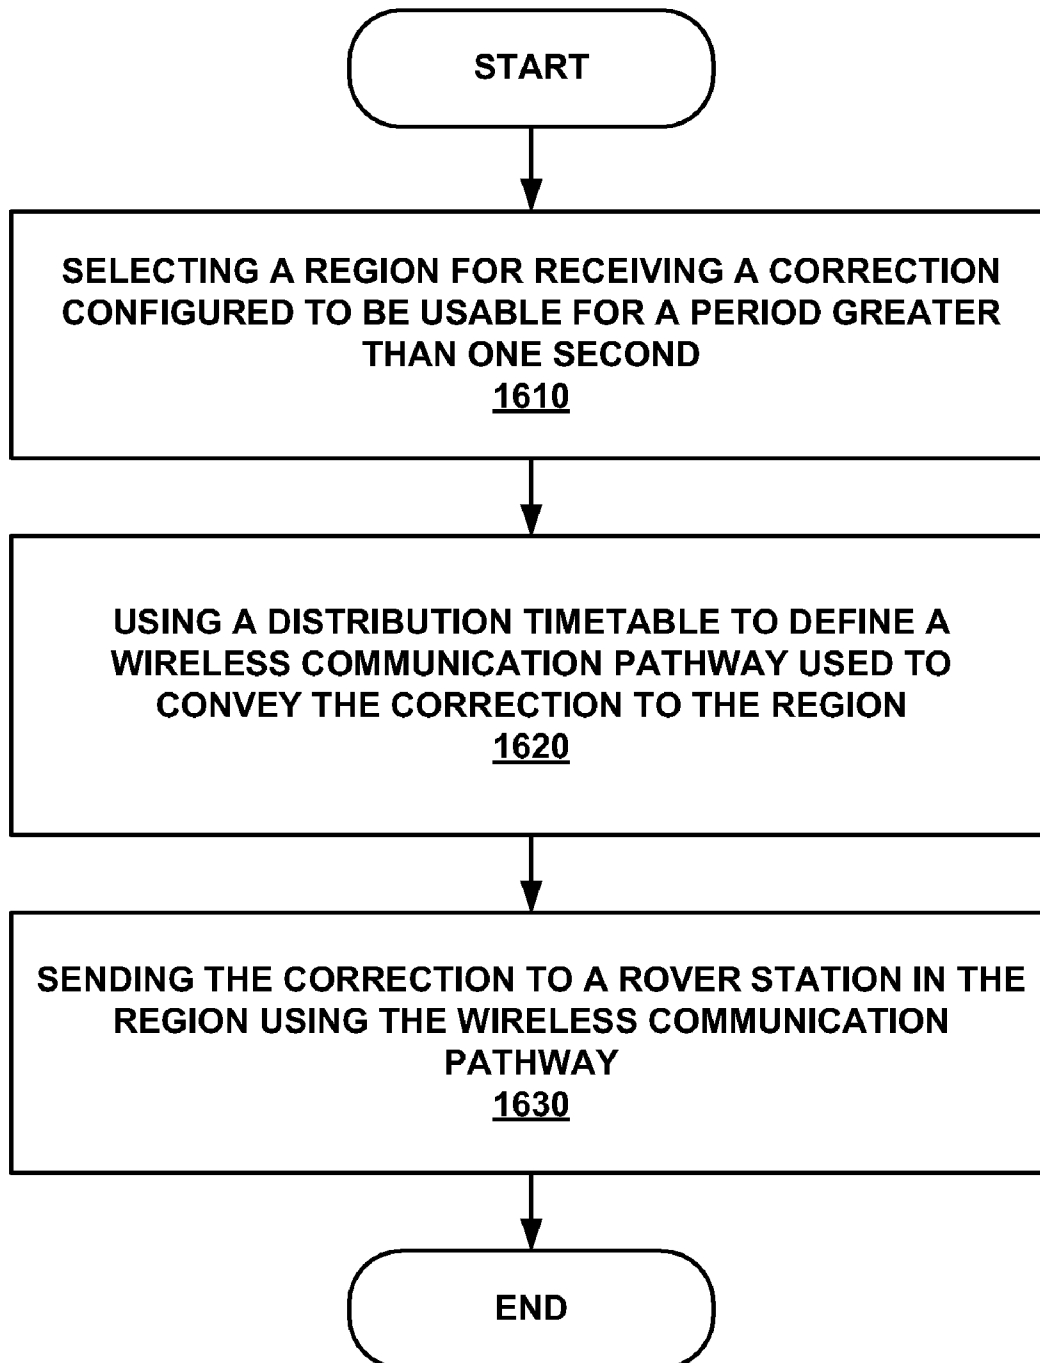 START
SELECTING A REGION FOR RECEIVING A CORRECTION
CONFIGURED TO BE USABLE FOR A PERIOD GREATER
THAN ONE SECOND
1610
USING A DISTRIBUTION TIMETABLE TO DEFINE A
WIRELESS COMMUNICATION PATHWAY USED TO
CONVEY THE CORRECTION TO THE REGION
1620
SENDING THE CORRECTION TO A ROVER STATION IN THE
REGION USING THE WIRELESS COMMUNICATION
PATHWAY
1630
END